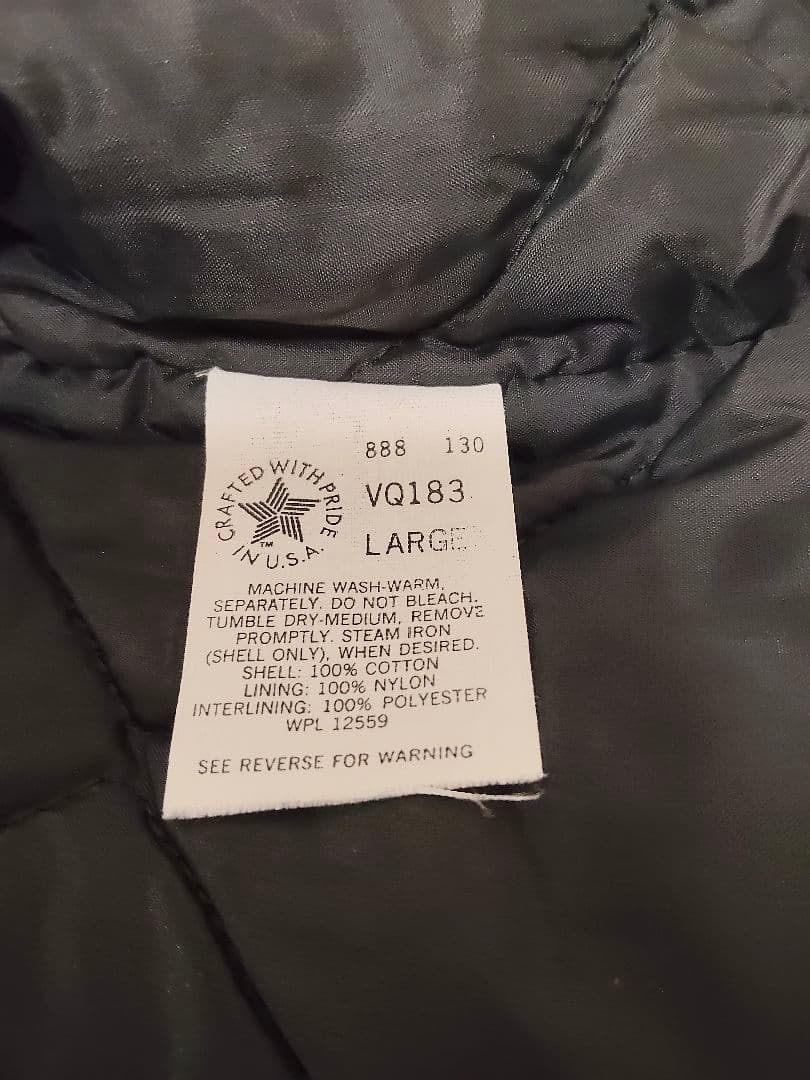 888 130
CRAFTED WITH PRIDE
IN U.S.A.
TM
VQ183
LARGE
MACHINE WASH-WARM,
SEPARATELY. DO NOT BLEACH.
TUMBLE DRY-MEDIUM, REMOVE
PROMPTLY. STEAM IRON
(SHELL ONLY), WHEN DESIRED.
SHELL: 100% COTTON
LINING: 100% NYLON
INTERLINING: 100% POLYESTER
WPL 12559
SEE REVERSE FOR WARNING